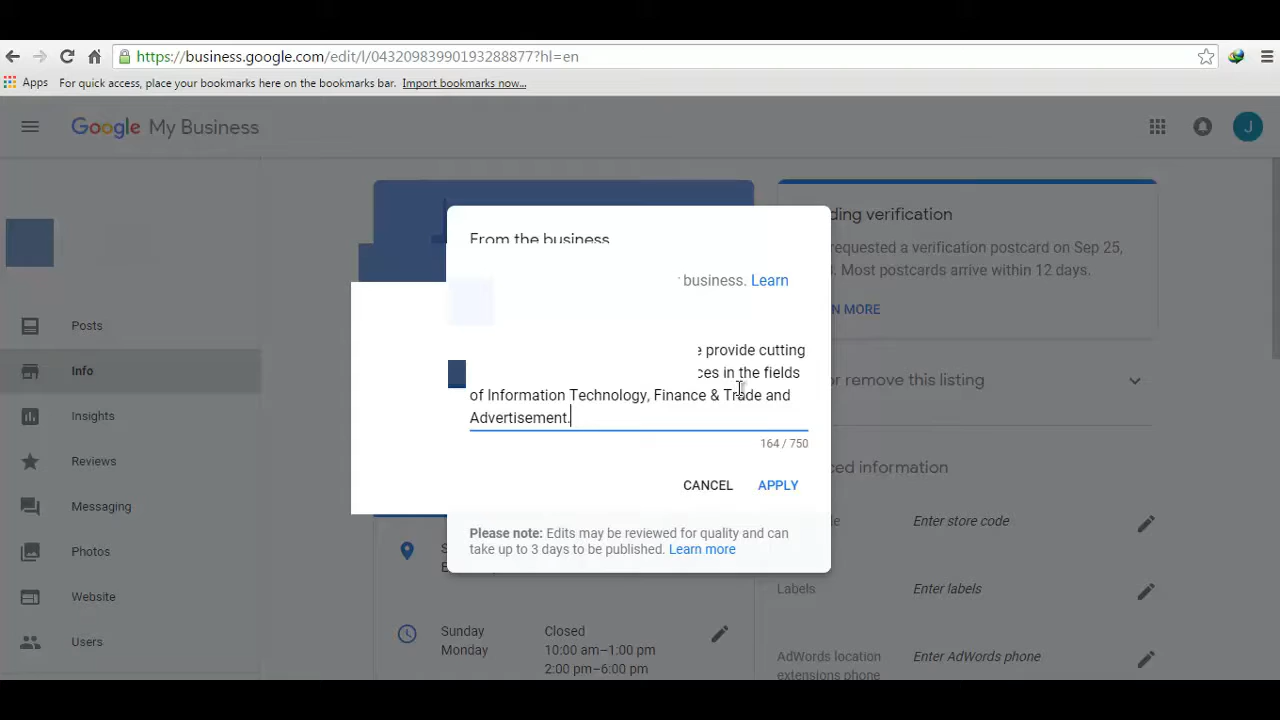 https://business.google.com/edit/l/04320983990193288877?hl=en
Apps For quick access, place your bookmarks here on the bookmarks bar. Import bookmarks now...
Google My Business
J
Posts
Info
Insights
Reviews
Messaging
Photos
Website
Users
From the business
business. Learn
provide cutting
in the fields
of Information Technology, Finance & Trade and
Advertisement.
164 / 750
CANCEL APPLY
Please note: Edits may be reviewed for quality and can
take up to 3 days to be published. Learn more
verification
requested a verification postcard on Sep 25,
Most postcards arrive within 12 days.
MORE
or remove this listing
information
Enter store code
Labels Enter labels
AdWords location
extensions phone
Enter AdWords phone
Sunday Closed
Monday 10:00 am–1:00 pm
2:00 pm–6:00 pm